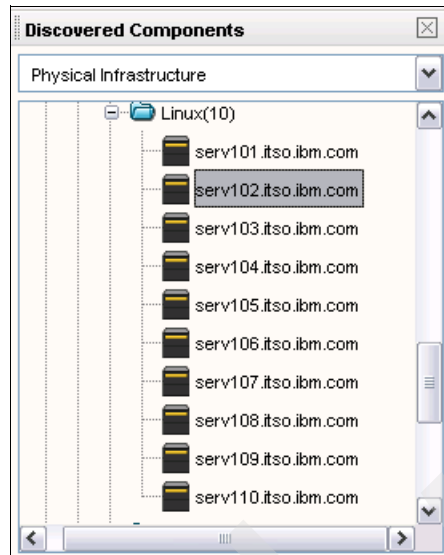 Discovered Components
Physical Infrastructure
Linux(10)
serv101.itso.ibm.com
serv102.itso.ibm.com
serv103.itso.ibm.com
serv104.itso.ibm.com
serv105.itso.ibm.com
serv106.itso.ibm.com
serv107.itso.ibm.com
serv108.itso.ibm.com
serv109.itso.ibm.com
serv110.itso.ibm.com